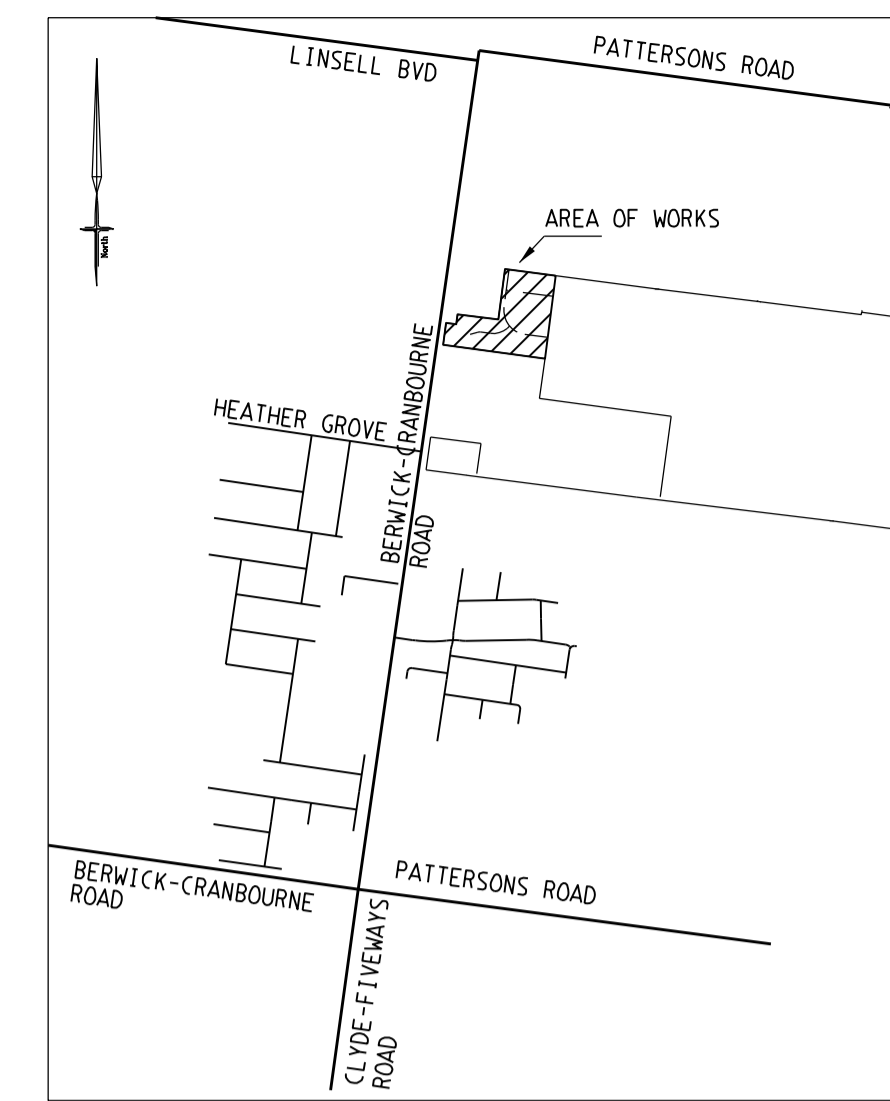 LINSELL BVD
PATTERSONS ROAD
North
AREA OF WORKS
HEATHER GROVE
BERWICK-CRANBOURNE
ROAD
BERWICK-CRANBOURNE
ROAD
PATTERSONS ROAD
CLYDE-FIVEWAYS
ROAD